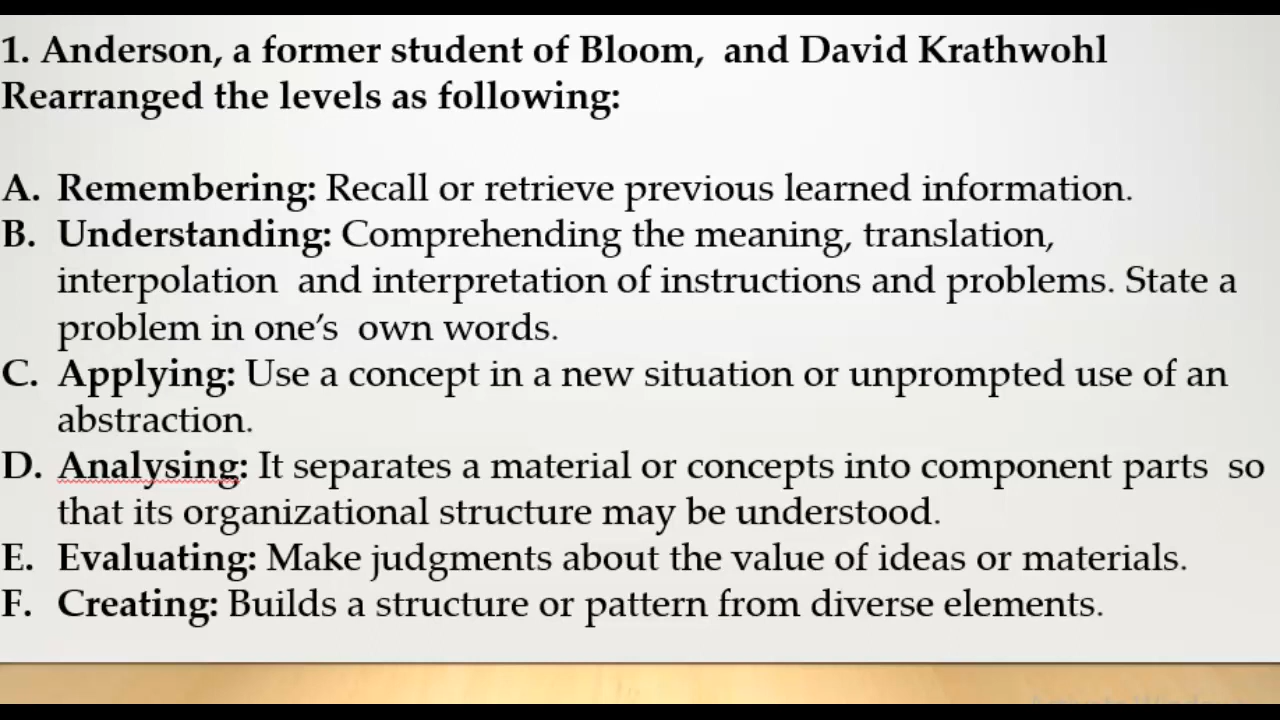 1. Anderson, a former student of Bloom, and David Krathwohl
Rearranged the levels as following:
A. Remembering: Recall or retrieve previous learned information.
B. Understanding: Comprehending the meaning, translation,
interpolation and interpretation of instructions and problems. State a
problem in one’s own words.
C. Applying: Use a concept in a new situation or unprompted use of an
abstraction.
D. Analysing: It separates a material or concepts into component parts so
that its organizational structure may be understood.
E. Evaluating: Make judgments about the value of ideas or materials.
F. Creating: Builds a structure or pattern from diverse elements.